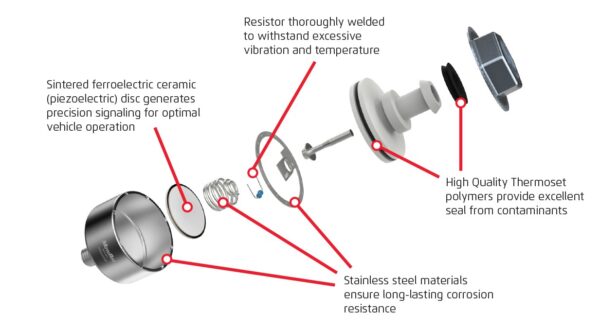 Resistor thoroughly welded
to withstand excessive
vibration and temperature
Sintered ferroelectric ceramic
(piezoelectric) disc generates
precision signaling for optimal
vehicle operation
High Quality Thermoset
polymers provide excellent
seal from contaminants
Stainless steel materials
ensure long-lasting corrosion
resistance